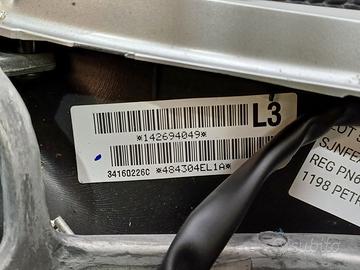 L3
*142694049*
34160226C *484304EL1A*
SJNFE
REG PN6
1198 PETR
subito